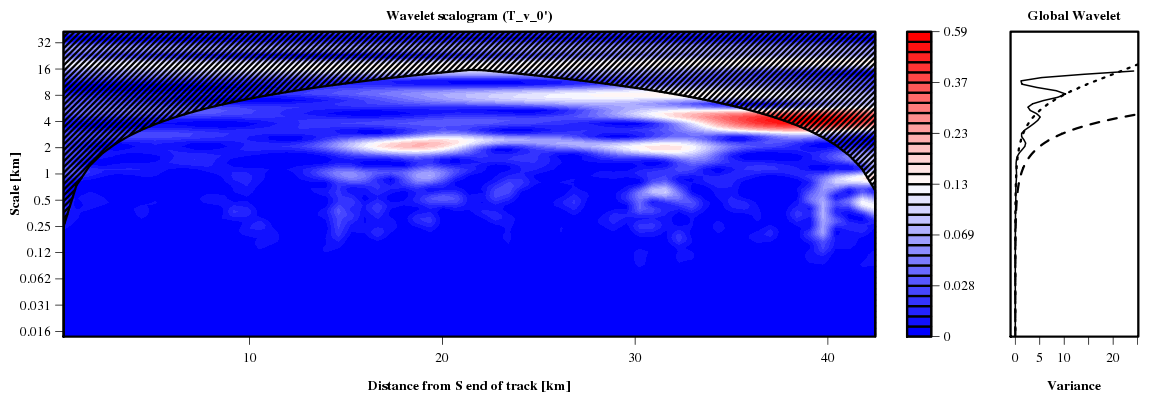 Wavelet scalogram (T_v_0')
Global Wavelet
Scale [km]
32
16
8
4
2
1
0.5
0.25
0.12
0.062
0.031
0.016
10 20 30 40
Distance from S end of track [km]
0.59
0.37
0.23
0.13
0.069
0.028
0
0 5 10 20
Variance